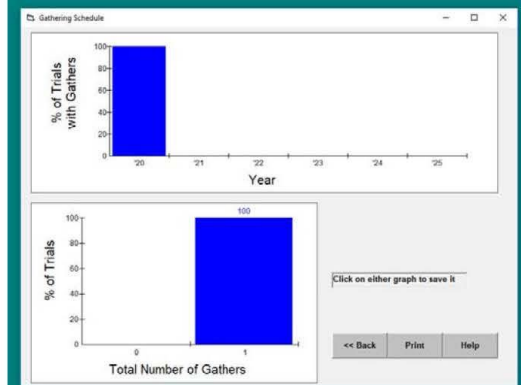 Gathering Schedule
% of Trials
with Gathers
100
80
60
40
20
0
'20 '21 '22 '23 '24 '25
Year
% of Trials
100
80
60
40
20
100
0 1
Total Number of Gathers
Click on either graph to save it
<< Back Print Help